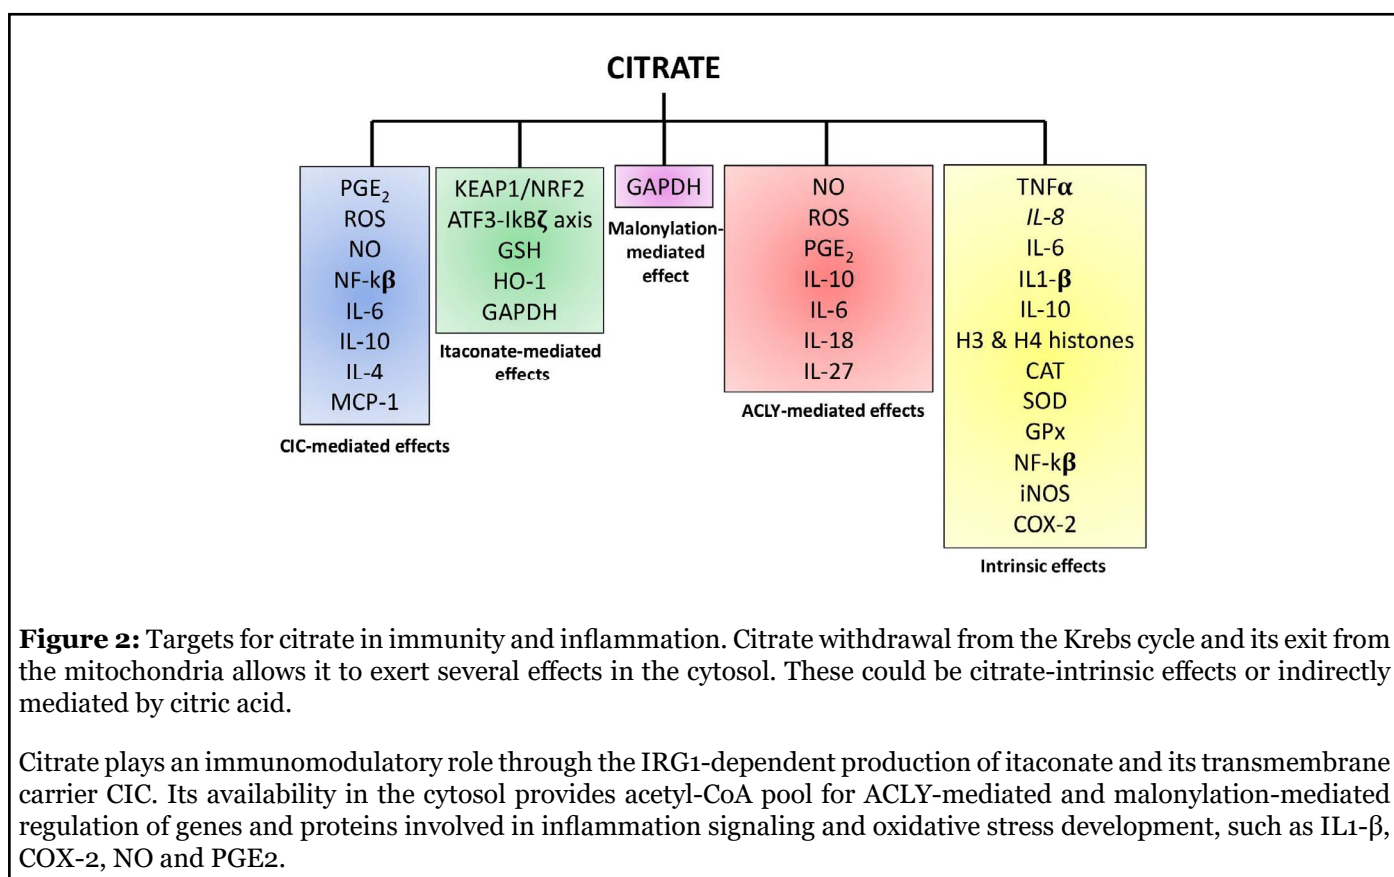 CITRATE
PGE₂
ROS
NO
NF-kβ
IL-6
IL-10
IL-4
MCP-1
CIC-mediated effects
KEAP1/NRF2
ATF3-IkBζ axis
GSH
HO-1
GAPDH
Itaconate-mediated
effects
GAPDH
Malonylation-
mediated
effect
NO
ROS
PGE₂
IL-10
IL-6
IL-18
IL-27
ACLY-mediated effects
TNFα
IL-8
IL-6
IL1-β
IL-10
H3 & H4 histones
CAT
SOD
GPx
NF-kβ
iNOS
COX-2
Intrinsic effects
Figure 2: Targets for citrate in immunity and inflammation. Citrate withdrawal from the Krebs cycle and its exit from
the mitochondria allows it to exert several effects in the cytosol. These could be citrate-intrinsic effects or indirectly
mediated by citric acid.
Citrate plays an immunomodulatory role through the IRG1-dependent production of itaconate and its transmembrane
carrier CIC. Its availability in the cytosol provides acetyl-CoA pool for ACLY-mediated and malonylation-mediated
regulation of genes and proteins involved in inflammation signaling and oxidative stress development, such as IL1-β,
COX-2, NO and PGE2.